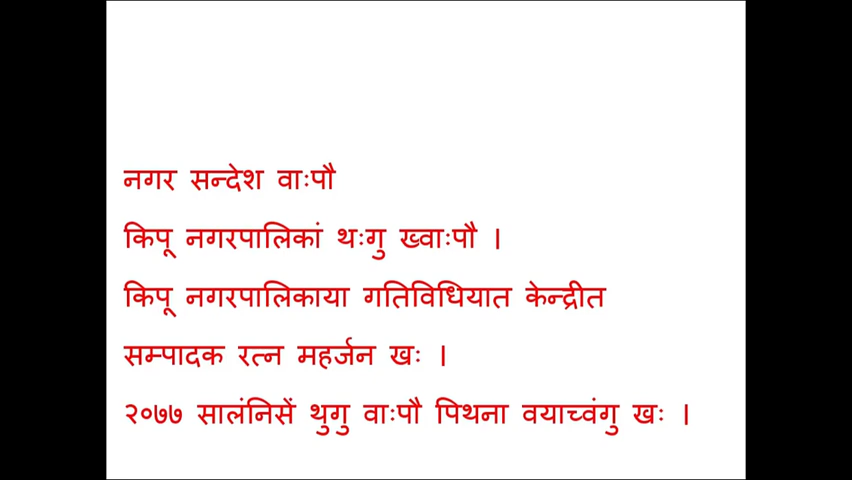 नगर सन्देश वाःपौ
किपू नगरपालिकां थःगु ख्वाःपौ ।
किपू नगरपालिकाया गतिविधियात केन्द्रीत
सम्पादक रत्न महर्जन खः ।
२०७७ सालंनिसें थुगु वाःपौ पिथना वयाच्वंगु खः ।